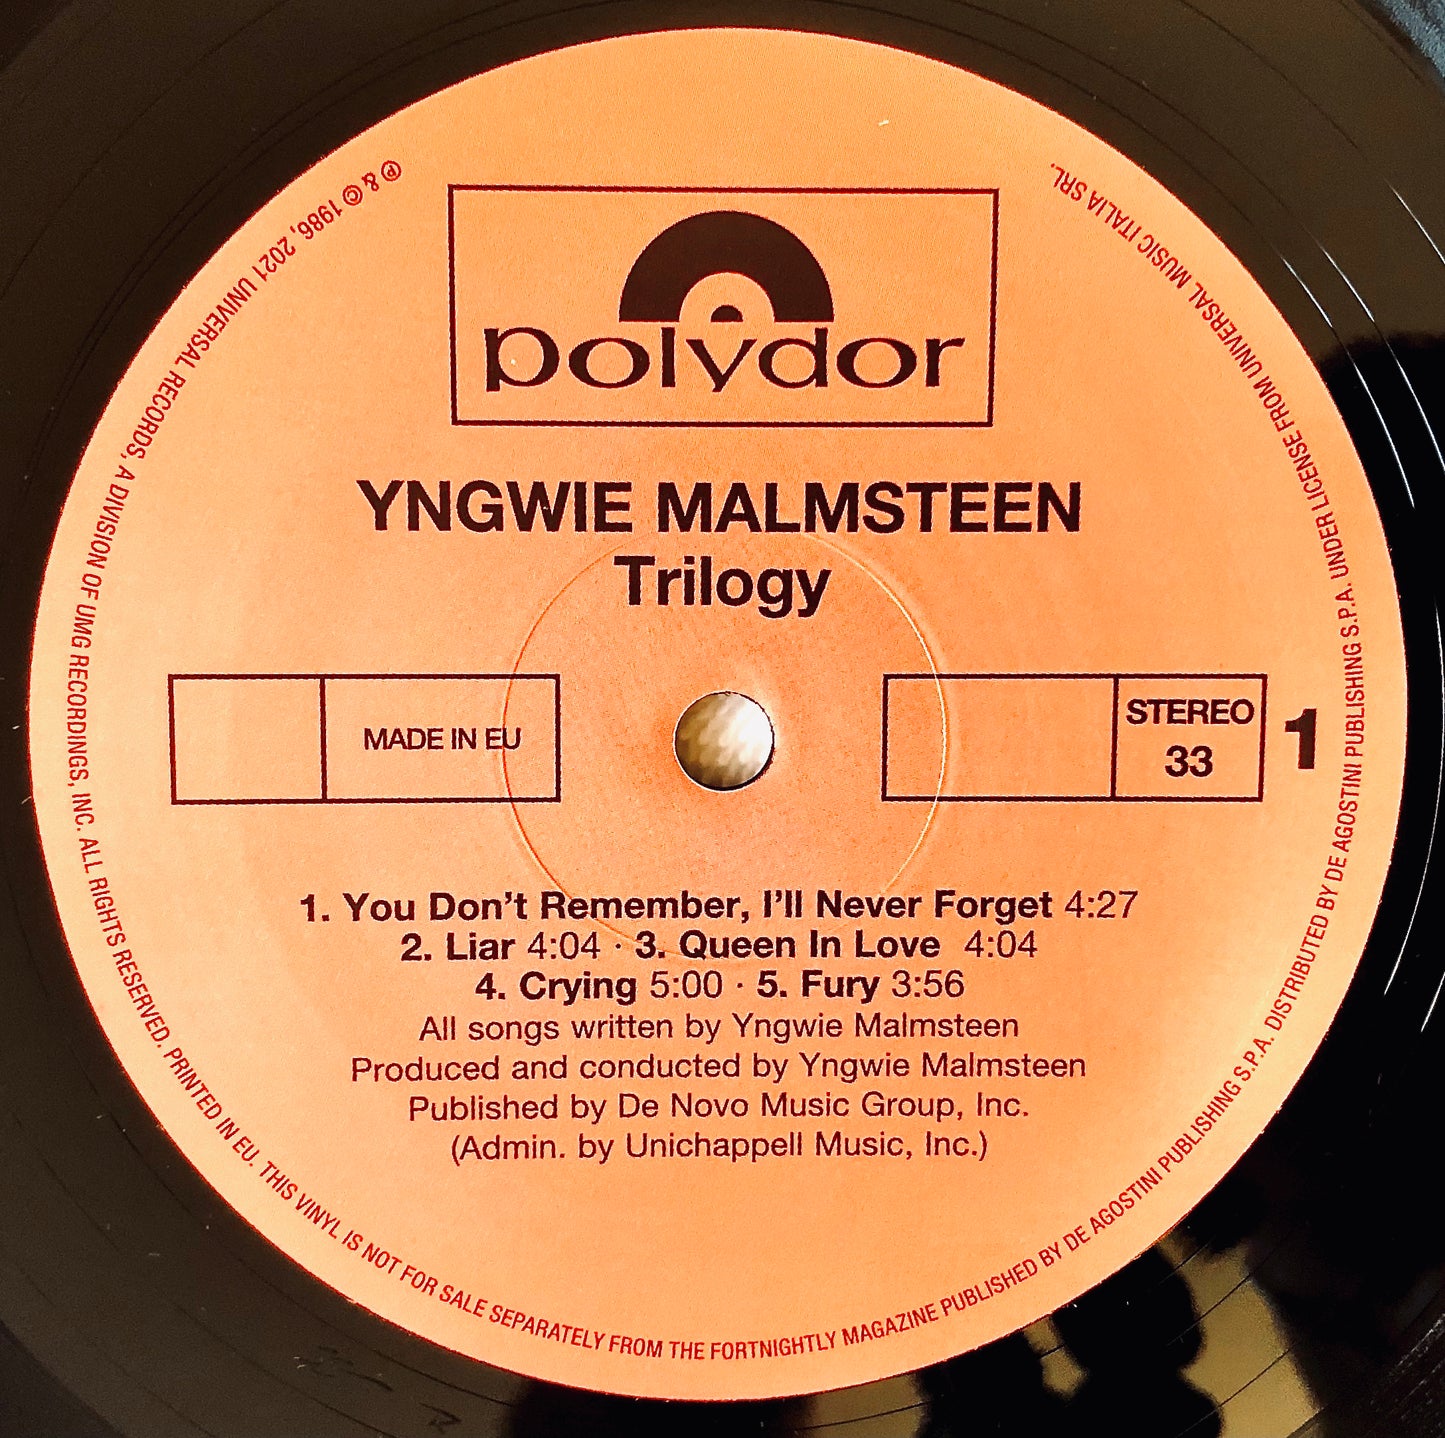 polydor
YNGWIE MALMSTEEN
Trilogy
MADE IN EU
STEREO
33
1
1. You Don't Remember, I'll Never Forget 4:27
2. Liar 4:04 · 3. Queen In Love 4:04
4. Crying 5:00 · 5. Fury 3:56
All songs written by Yngwie Malmsteen
Produced and conducted by Yngwie Malmsteen
Published by De Novo Music Group, Inc.
(Admin. by Unichappell Music, Inc.)
℗ & © 1986, 2021 UNIVERSAL RECORDS, A DIVISION OF UMG RECORDINGS, INC. ALL RIGHTS RESERVED. PRINTED IN EU. THIS VINYL IS NOT FOR SALE SEPARATELY FROM THE FORTNIGHTLY MAGAZINE PUBLISHED BY DE AGOSTINI PUBLISHING S.P.A. DISTRIBUTED BY DE AGOSTINI PUBLISHING S.P.A. UNDER LICENSE FROM UNIVERSAL MUSIC ITALIA SRL.